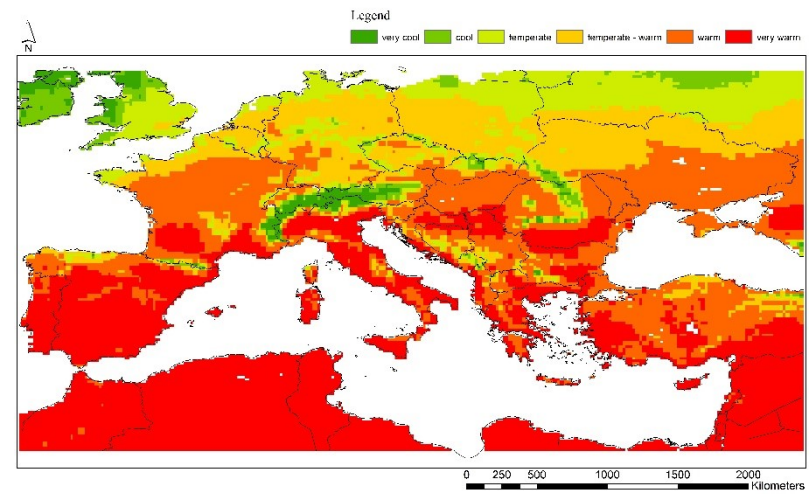 Legend
N
very cool cool temperate temperate - warm warm very warm
0 250 500 1000 1500 2000
Kilometers